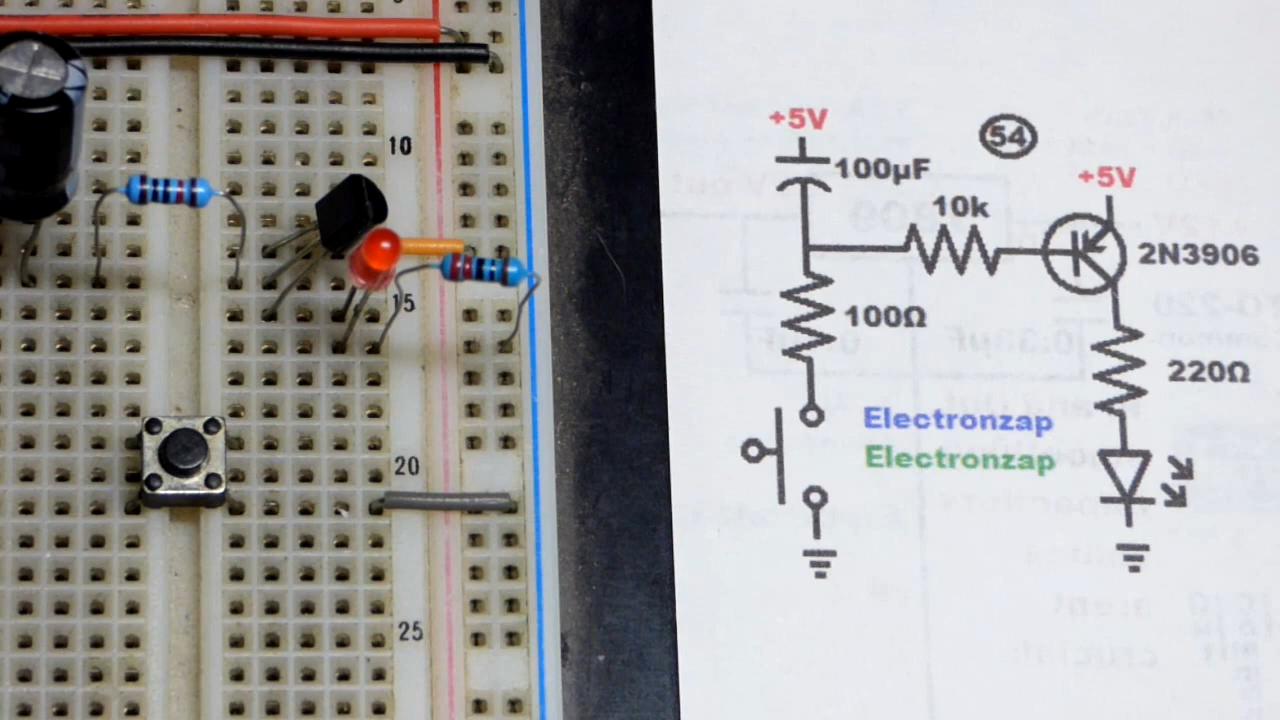 10
15
20
25
54
+5V
100µF
10k
+5V
2N3906
100Ω
220Ω
Electronzap
Electronzap